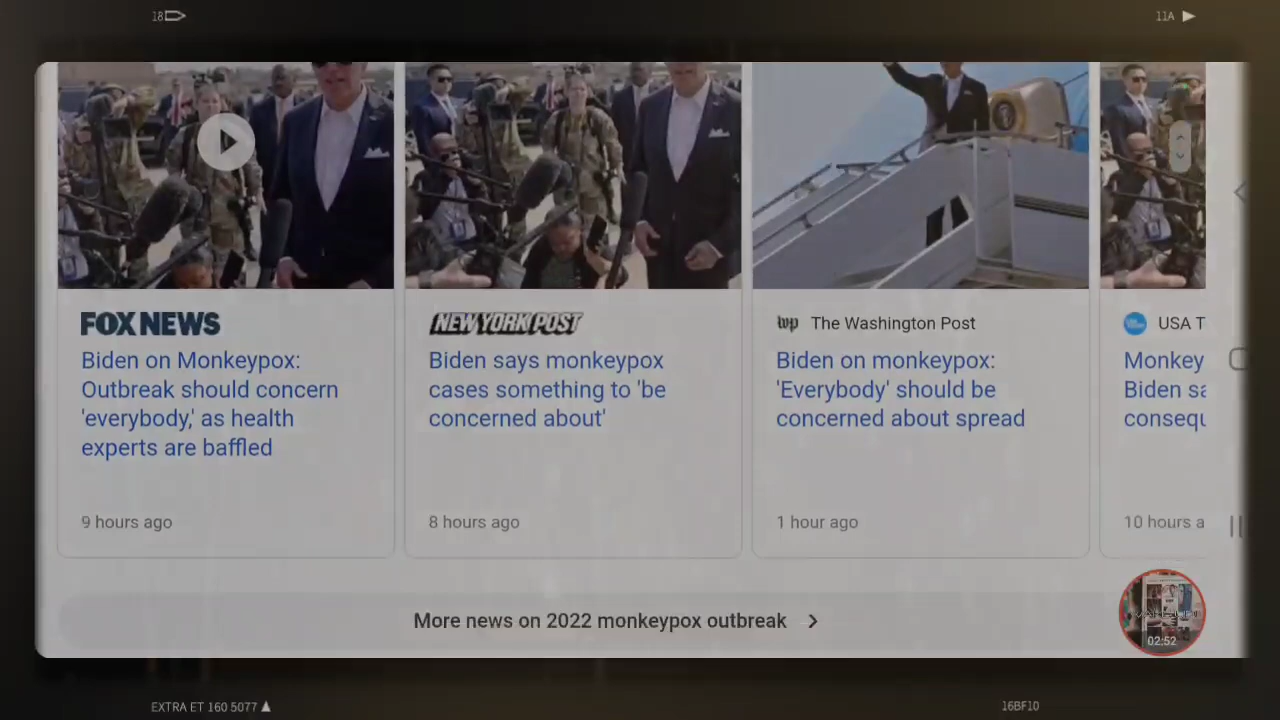 18
11A
FOX NEWS
Biden on Monkeypox:
Outbreak should concern
'everybody,' as health
experts are baffled
9 hours ago
NEW YORK POST
Biden says monkeypox
cases something to 'be
concerned about'
8 hours ago
wp The Washington Post
Biden on monkeypox:
'Everybody' should be
concerned about spread
1 hour ago
USA T
Monkey
Biden sa
consequ
10 hours a
More news on 2022 monkeypox outbreak
02:52
EXTRA ET 160 5077
16BF10